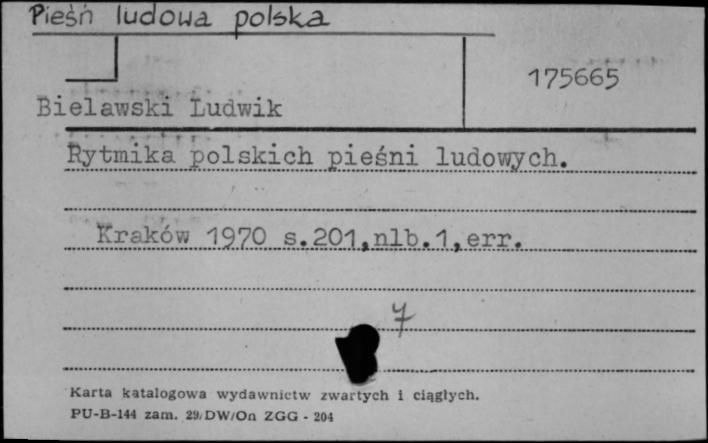 Pieśń ludowa polska
175665
Bielawski Ludwik
Rytmika polskich pieśni ludowych.
Kraków 1970 s.201,nlb.1,err.
7
Karta katalogowa wydawnictw zwartych i ciągłych.
PU-B-144 zam. 29/DW/On ZGG - 204